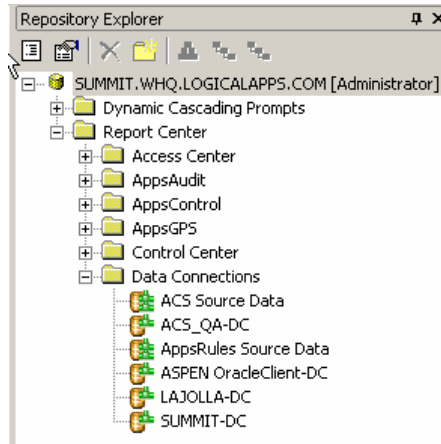 Repository Explorer
SUMMIT.WHQ.LOGICALAPPS.COM [Administrator]
Dynamic Cascading Prompts
Report Center
Access Center
AppsAudit
AppsControl
AppsGPS
Control Center
Data Connections
ACS Source Data
ACS_QA-DC
AppsRules Source Data
ASPEN OracleClient-DC
LAJOLLA-DC
SUMMIT-DC